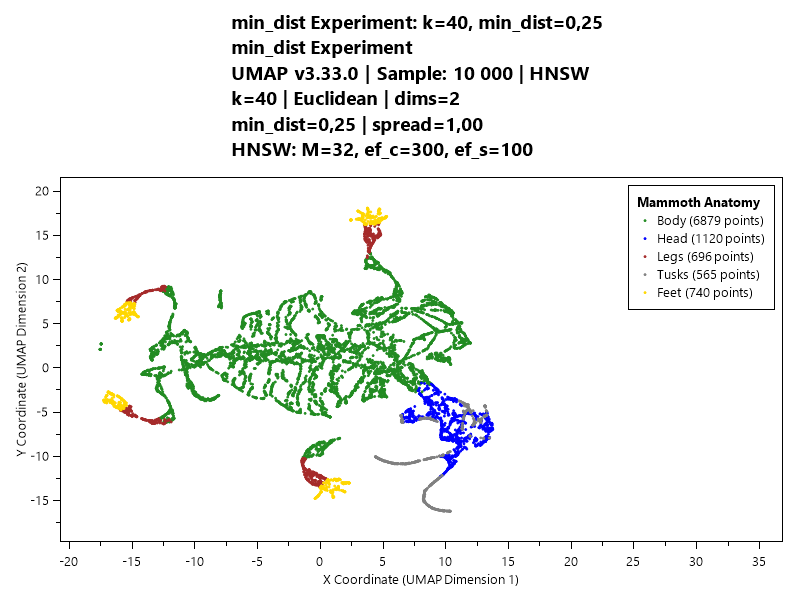 min_dist Experiment: k=40, min_dist=0,25
min_dist Experiment
UMAP v3.33.0 | Sample: 10 000 | HNSW
k=40 | Euclidean | dims=2
min_dist=0,25 | spread=1,00
HNSW: M=32, ef_c=300, ef_s=100
Mammoth Anatomy
Body (6879 points)
Head (1120 points)
Legs (696 points)
Tusks (565 points)
Feet (740 points)
Y Coordinate (UMAP Dimension 2)
20
15
10
5
0
-5
-10
-15
-20 -15 -10 -5 0 5 10 15 20 25 30 35
X Coordinate (UMAP Dimension 1)